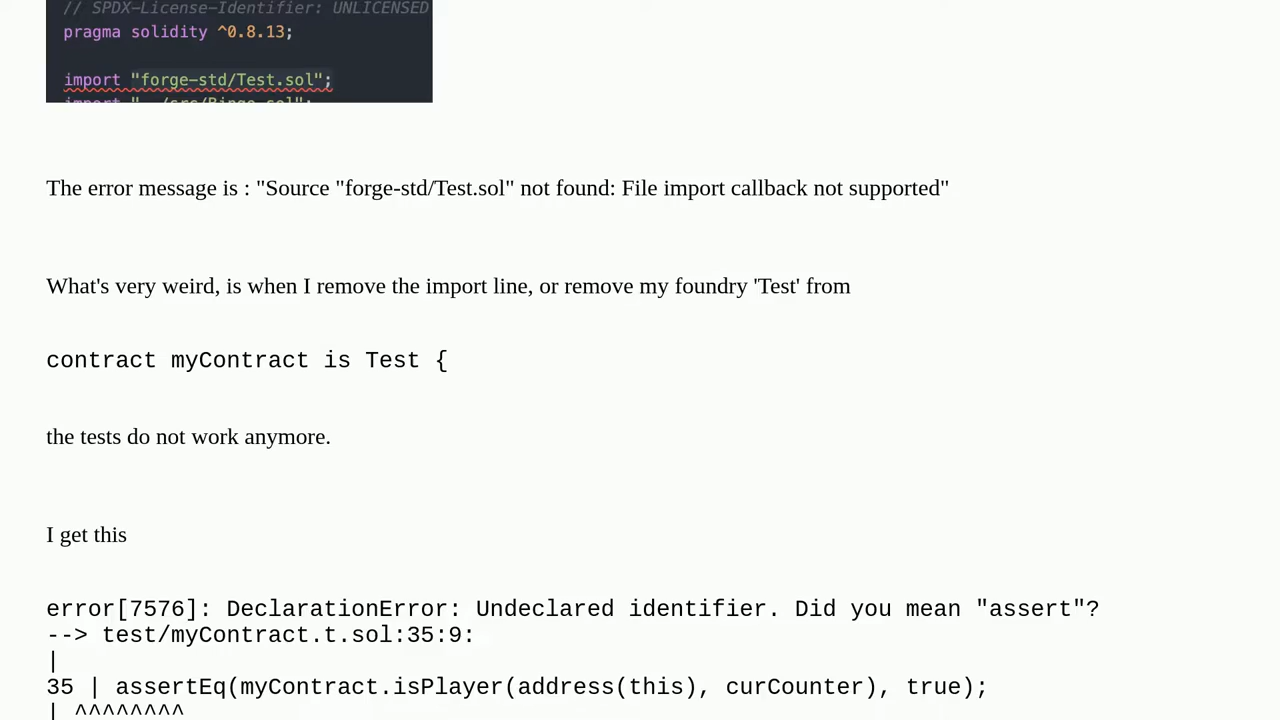 // SPDX-License-Identifier: UNLICENSED
pragma solidity ^0.8.13;
import "forge-std/Test.sol";
import "../src/Bingo.sol";
The error message is : "Source "forge-std/Test.sol" not found: File import callback not supported"
What's very weird, is when I remove the import line, or remove my foundry 'Test' from
contract myContract is Test {
the tests do not work anymore.
I get this
error[7576]: DeclarationError: Undeclared identifier. Did you mean "assert"?
--> test/myContract.t.sol:35:9:
|
35 | assertEq(myContract.isPlayer(address(this), curCounter), true);
| ^^^^^^^^